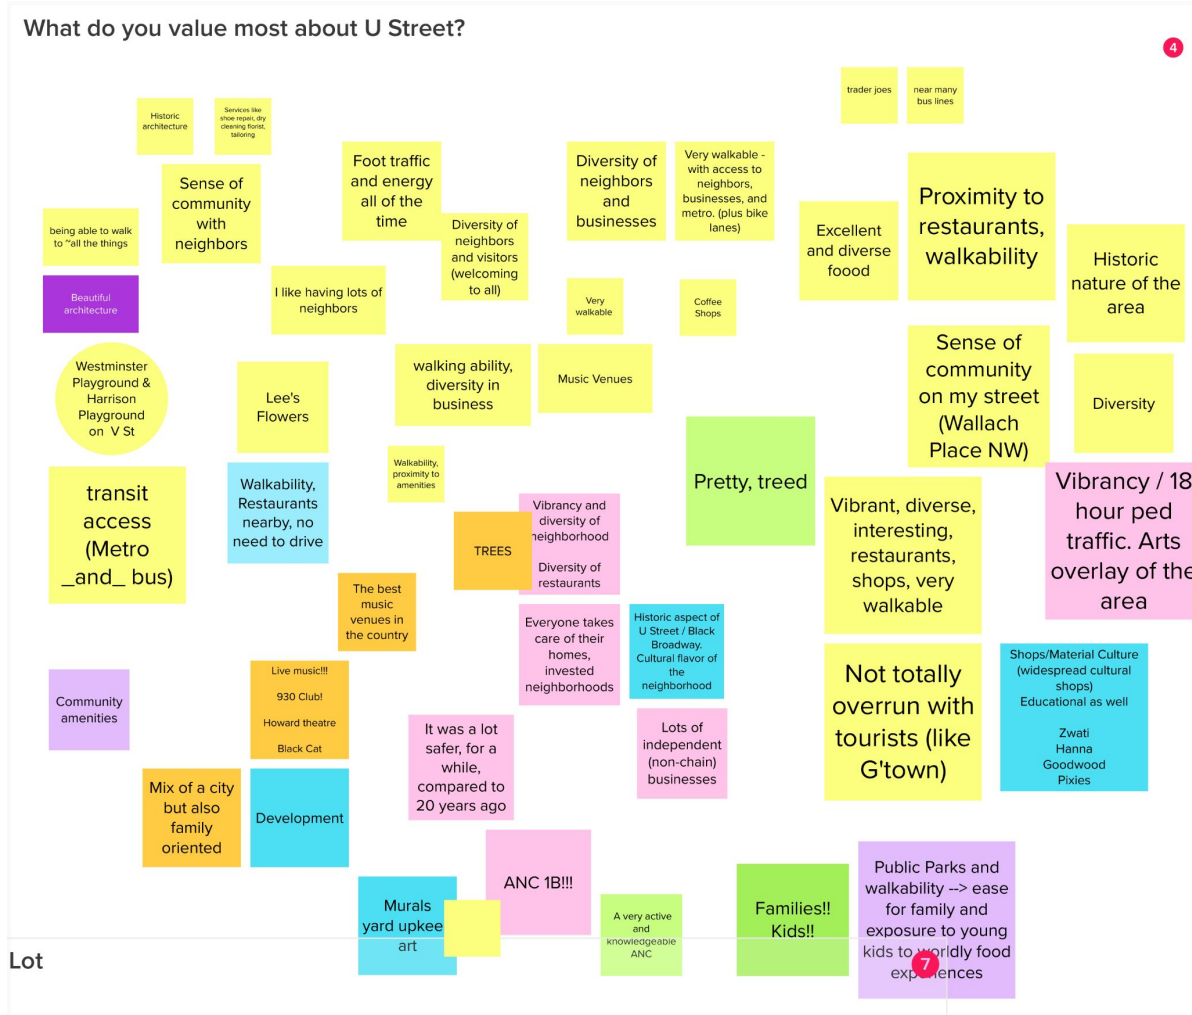 What do you value most about U Street?
4
trader joes
near many
bus lines
Historic
architecture
Services like
shoe repair, dry
cleaning florist,
tailoring
Sense of
community
with
neighbors
Foot traffic
and energy
all of the
time
Diversity of
neighbors
and visitors
(welcoming
to all)
Diversity of
neighbors
and
businesses
Very walkable -
with access to
neighbors,
businesses, and
metro. (plus bike
lanes)
Excellent
and diverse
foood
Proximity to
restaurants,
walkability
Historic
nature of the
area
being able to walk
to ~all the things
Beautiful
architecture
I like having lots of
neighbors
Very
walkable
Coffee
Shops
Westminster
Playground &
Harrison
Playground
on V St
Lee's
Flowers
walking ability,
diversity in
business
Music Venues
Sense of
community
on my street
(Wallach
Place NW)
Diversity
transit
access
(Metro
_and_ bus)
Walkability,
Restaurants
nearby, no
need to drive
Walkability,
proximity to
amenities
TREES
Vibrancy and
diversity of
neighborhood
Diversity of
restaurants
Pretty, treed
Vibrant, diverse,
interesting,
restaurants,
shops, very
walkable
Vibrancy / 18
hour ped
traffic. Arts
overlay of the
area
The best
music
venues in
the country
Everyone takes
care of their
homes,
invested
neighborhoods
Historic aspect of
U Street / Black
Broadway.
Cultural flavor of
the
neighborhood
Community
amenities
Live music!!!
930 Club!
Howard theatre
Black Cat
It was a lot
safer, for a
while,
compared to
20 years ago
Lots of
independent
(non-chain)
businesses
Not totally
overrun with
tourists (like
G'town)
Shops/Material Culture
(widespread cultural
shops)
Educational as well
Zwati
Hanna
Goodwood
Pixies
Mix of a city
but also
family
oriented
Development
Murals
yard upkee
art
ANC 1B!!!
A very active
and
knowledgeable
ANC
Families!!
Kids!!
Public Parks and
walkability --> ease
for family and
exposure to young
kids to worldly food
experiences
7
Lot